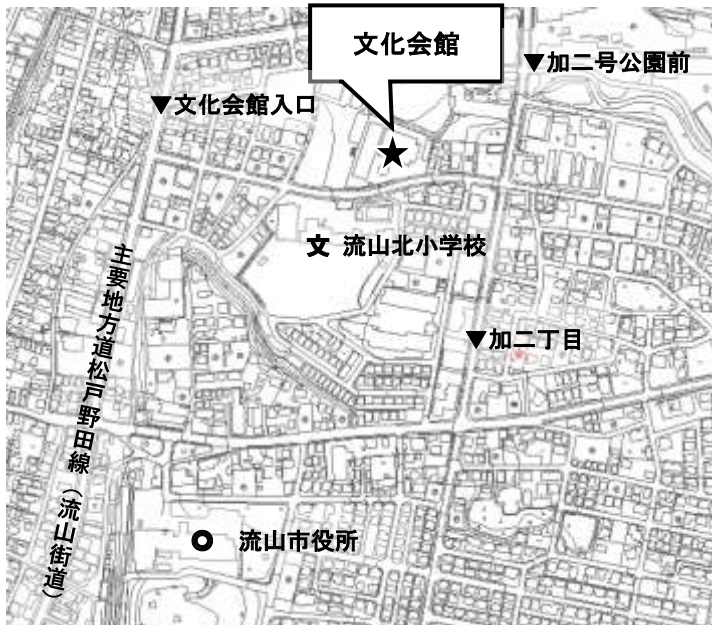 文化会館
▼加二号公園前
▼文化会館入口
文 流山北小学校
▼加二丁目
主要地方道松戸野田線(流山街道)
流山市役所